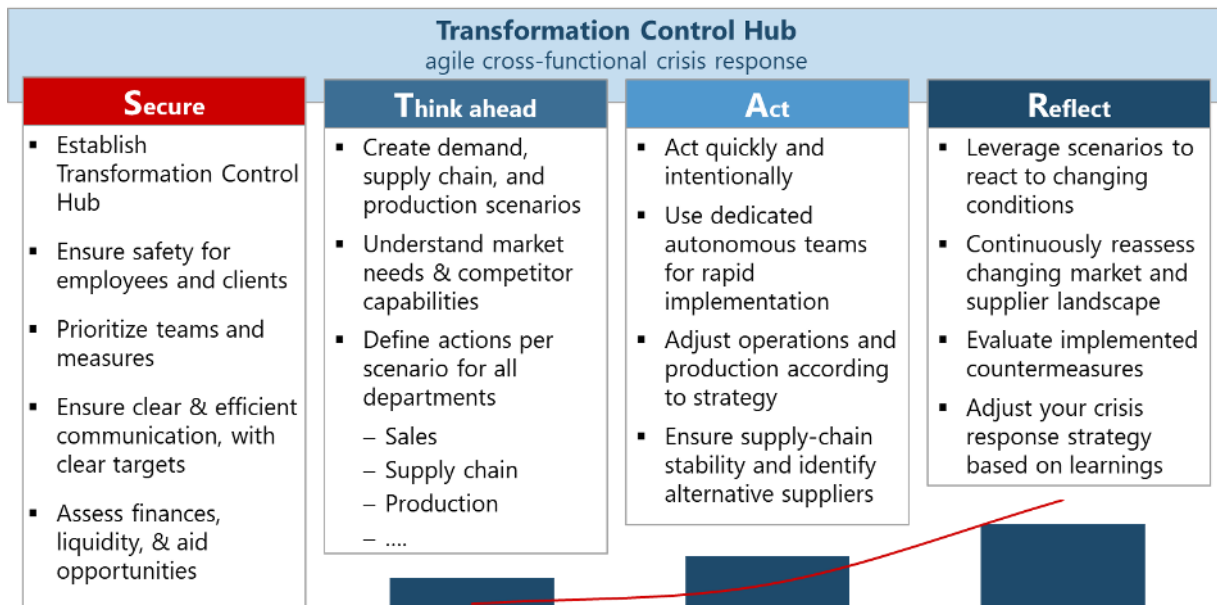 Transformation Control Hub
agile cross-functional crisis response
Secure
▪ Establish
Transformation Control
Hub
▪ Ensure safety for
employees and clients
▪ Prioritize teams and
measures
▪ Ensure clear & efficient
communication, with
clear targets
▪ Assess finances,
liquidity, & aid
opportunities
Think ahead
▪ Create demand,
supply chain, and
production scenarios
▪ Understand market
needs & competitor
capabilities
▪ Define actions per
scenario for all
departments
– Sales
– Supply chain
– Production
– ....
Act
▪ Act quickly and
intentionally
▪ Use dedicated
autonomous teams
for rapid
implementation
▪ Adjust operations and
production according
to strategy
▪ Ensure supply-chain
stability and identify
alternative suppliers
Reflect
▪ Leverage scenarios to
react to changing
conditions
▪ Continuously reassess
changing market and
supplier landscape
▪ Evaluate implemented
countermeasures
▪ Adjust your crisis
response strategy
based on learnings